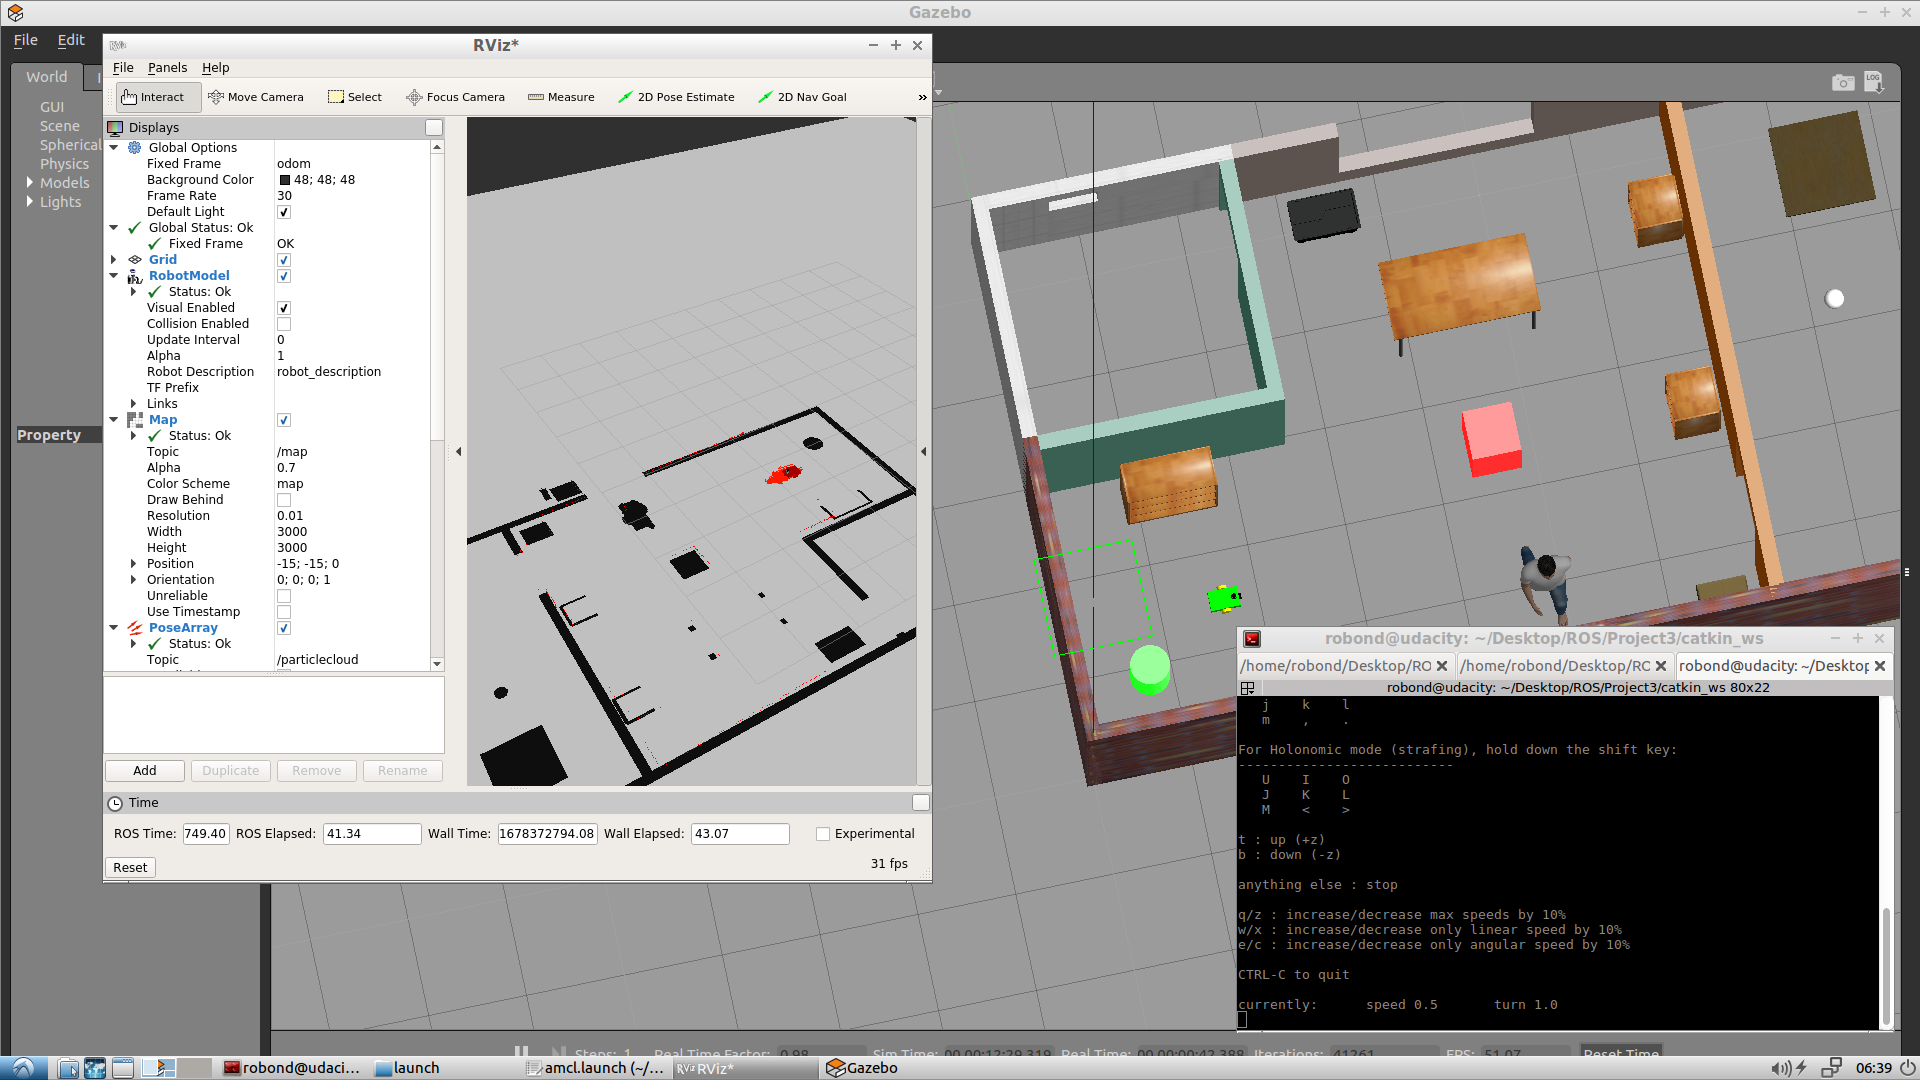 Gazebo
File Edit
World I
GUI
Scene
Spherical
Physics
Models
Lights
Property
RViz*
File Panels Help
Interact Move Camera Select Focus Camera Measure 2D Pose Estimate 2D Nav Goal »
Displays
Global Options
Fixed Frame odom
Background Color 48; 48; 48
Frame Rate 30
Default Light
Global Status: Ok
Fixed Frame OK
Grid
RobotModel
Status: Ok
Visual Enabled
Collision Enabled
Update Interval 0
Alpha 1
Robot Description robot_description
TF Prefix
Links
Map
Status: Ok
Topic /map
Alpha 0.7
Color Scheme map
Draw Behind
Resolution 0.01
Width 3000
Height 3000
Position -15; -15; 0
Orientation 0; 0; 0; 1
Unreliable
Use Timestamp
PoseArray
Status: Ok
Topic /particlecloud
Add Duplicate Remove Rename
Time
ROS Time: 749.40 ROS Elapsed: 41.34 Wall Time: 1678372794.08 Wall Elapsed: 43.07 Experimental
Reset 31 fps
LOG
robond@udacity: ~/Desktop/ROS/Project3/catkin_ws
/home/robond/Desktop/RO /home/robond/Desktop/RO robond@udacity: ~/Desktop
robond@udacity: ~/Desktop/ROS/Project3/catkin_ws 80x22
j k l
m , .
For Holonomic mode (strafing), hold down the shift key:
---------------------------
U I O
J K L
M < >
t : up (+z)
b : down (-z)
anything else : stop
q/z : increase/decrease max speeds by 10%
w/x : increase/decrease only linear speed by 10%
e/c : increase/decrease only angular speed by 10%
CTRL-C to quit
currently: speed 0.5 turn 1.0
Steps: 1 Real Time Factor: 0.98 Sim Time: 00 00:12:29.319 Real Time: 00 00:00:42.388 Iterations: 41261 FPS: 51.07 Reset Time
robond@udaci... launch amcl.launch (~/... RViz* Gazebo 06:39